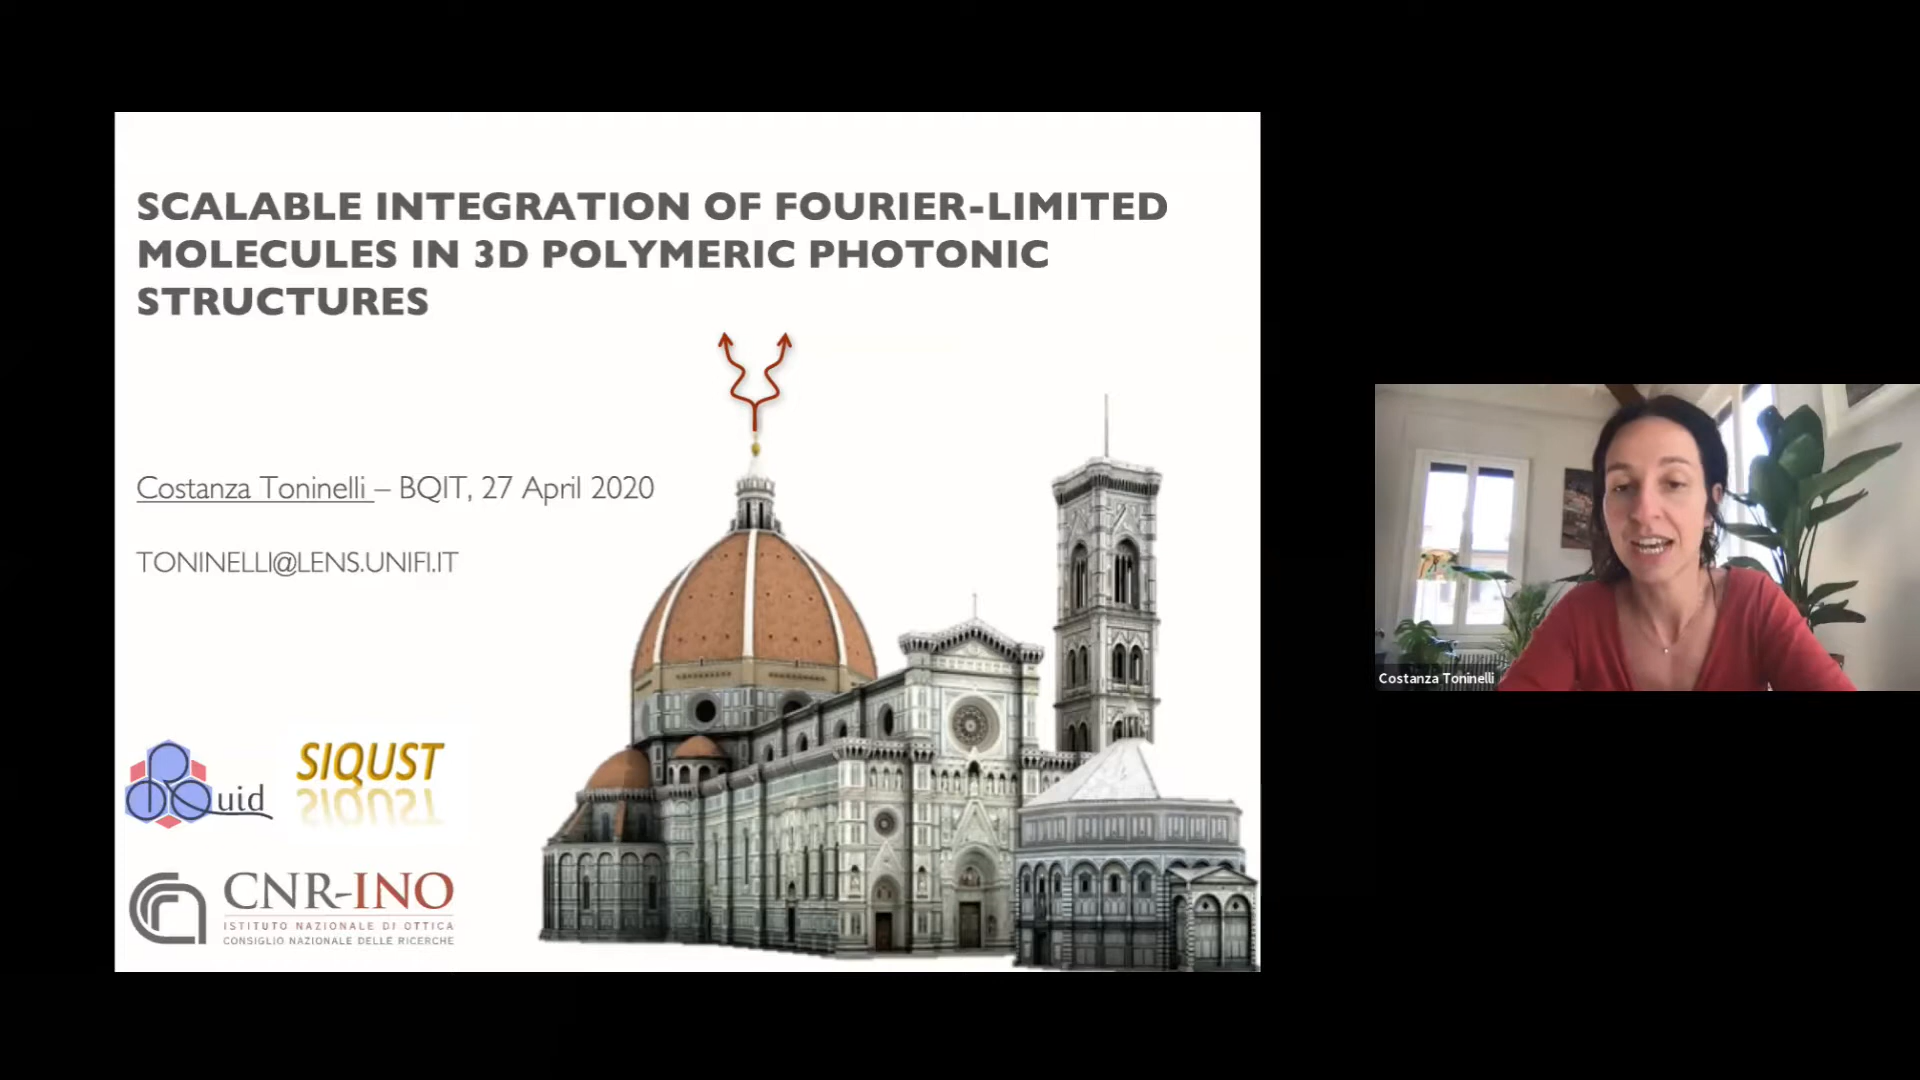 SCALABLE INTEGRATION OF FOURIER-LIMITED
MOLECULES IN 3D POLYMERIC PHOTONIC
STRUCTURES
Costanza Toninelli – BQIT, 27 April 2020
TONINELLI@LENS.UNIFI.IT
uid
SIQUST
CNR-INO
ISTITUTO NAZIONALE DI OTTICA
CONSIGLIO NAZIONALE DELLE RICERCHE
Costanza Toninelli